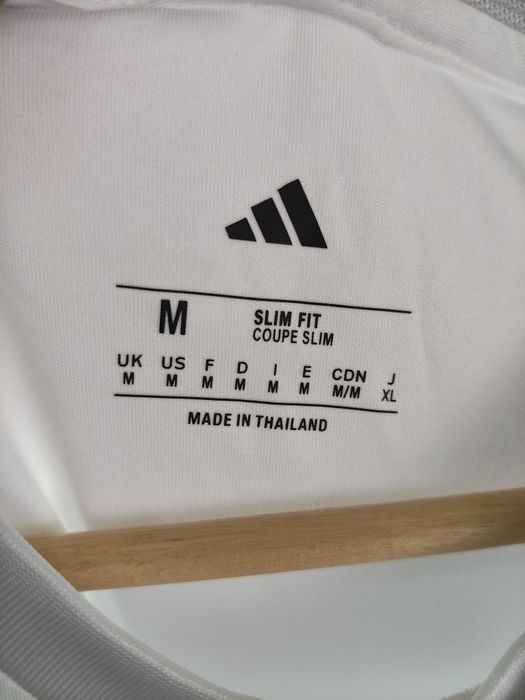 M SLIM FIT
COUPE SLIM
UK US F D I E CDN J
M M M M M M M/M XL
MADE IN THAILAND